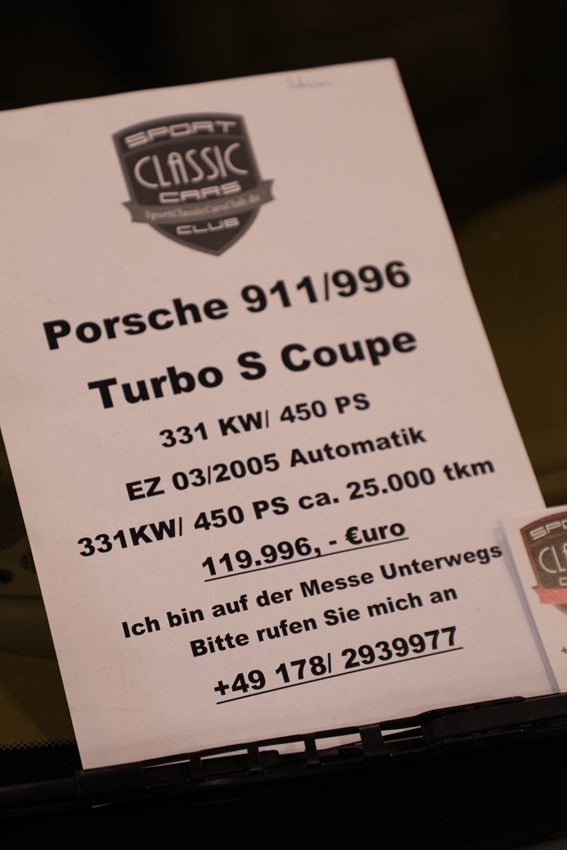 SPORT
CLASSIC
CARS
SportClassicCarsClub.de
CLUB
Porsche 911/996
Turbo S Coupe
331 KW/ 450 PS
EZ 03/2005 Automatik
331KW/ 450 PS ca. 25.000 tkm
119.996, - €uro
Ich bin auf der Messe Unterwegs
Bitte rufen Sie mich an
+49 178/ 2939977